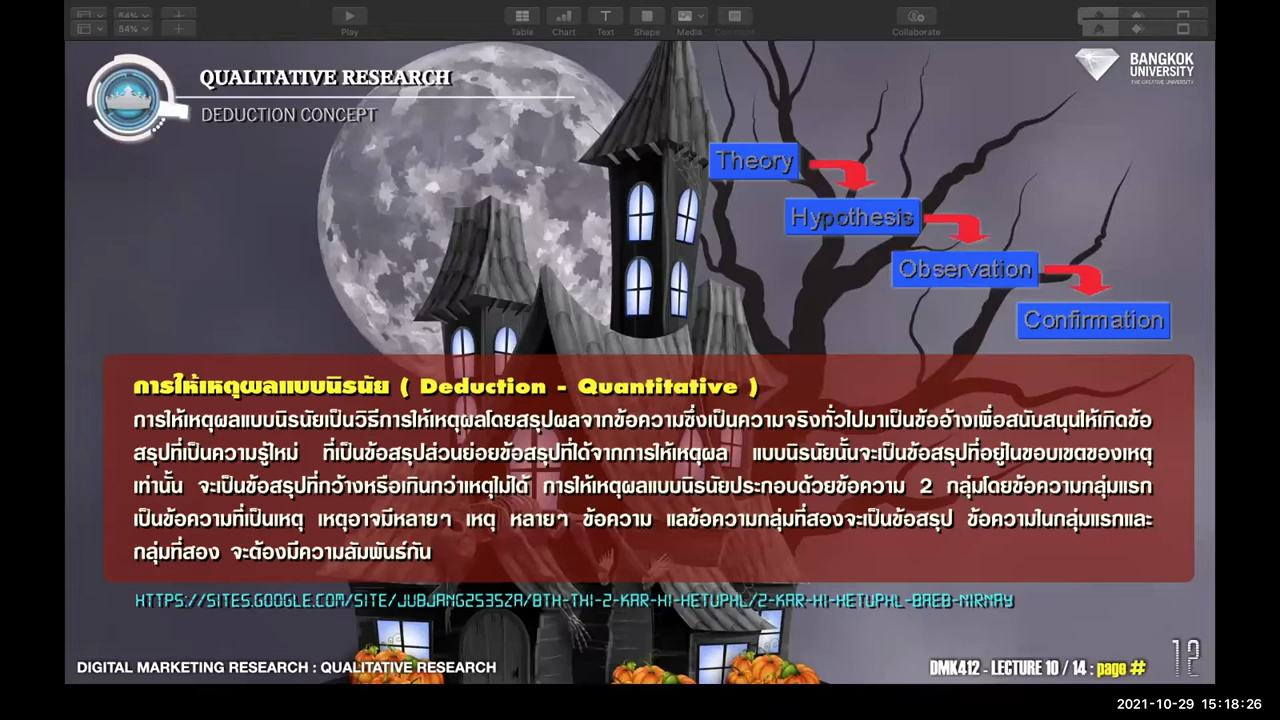 54%
54%
Play
Table
Chart
Text
Shape
Media
Collaborate
QUALITATIVE RESEARCH
DEDUCTION CONCEPT
BANGKOK
UNIVERSITY
THE CREATIVE UNIVERSITY
Theory
Hypothesis
Observation
Confirmation
การให้เหตุผลแบบนิรนัย ( Deduction - Quantitative )
การให้เหตุผลแบบนิรนัยเป็นวิธีการให้เหตุผลโดยสรุปผลจากข้อความซึ่งเป็นความจริงทั่วไปมาเป็นข้ออ้างเพื่อสนับสนุนให้เกิดข้อ
สรุปที่เป็นความรู้ใหม่ ที่เป็นข้อสรุปส่วนย่อยข้อสรุปที่ได้จากการให้เหตุผล แบบนิรนัยนั้นจะเป็นข้อสรุปที่อยู่ในขอบเขตของเหตุ
เท่านั้น จะเป็นข้อสรุปที่กว้างหรือเกินกว่าเหตุไม่ได้ การให้เหตุผลแบบนิรนัยประกอบด้วยข้อความ 2 กลุ่มโดยข้อความกลุ่มแรก
เป็นข้อความที่เป็นเหตุ เหตุอาจมีหลายๆ เหตุ หลายๆ ข้อความ แลข้อความกลุ่มที่สองจะเป็นข้อสรุป ข้อความในกลุ่มแรกและ
กลุ่มที่สอง จะต้องมีความสัมพันธ์กัน
HTTPS://SITES.GOOGLE.COM/SITE/JUBJANG2535ZA/BTH-THI-2-KAR-HI-HETUPHL/2-KAR-HI-HETUPHL-BAEB-NIRNAY
DIGITAL MARKETING RESEARCH : QUALITATIVE RESEARCH
DMK412 - LECTURE 10 / 14 : page #
12
2021-10-29 15:18:26